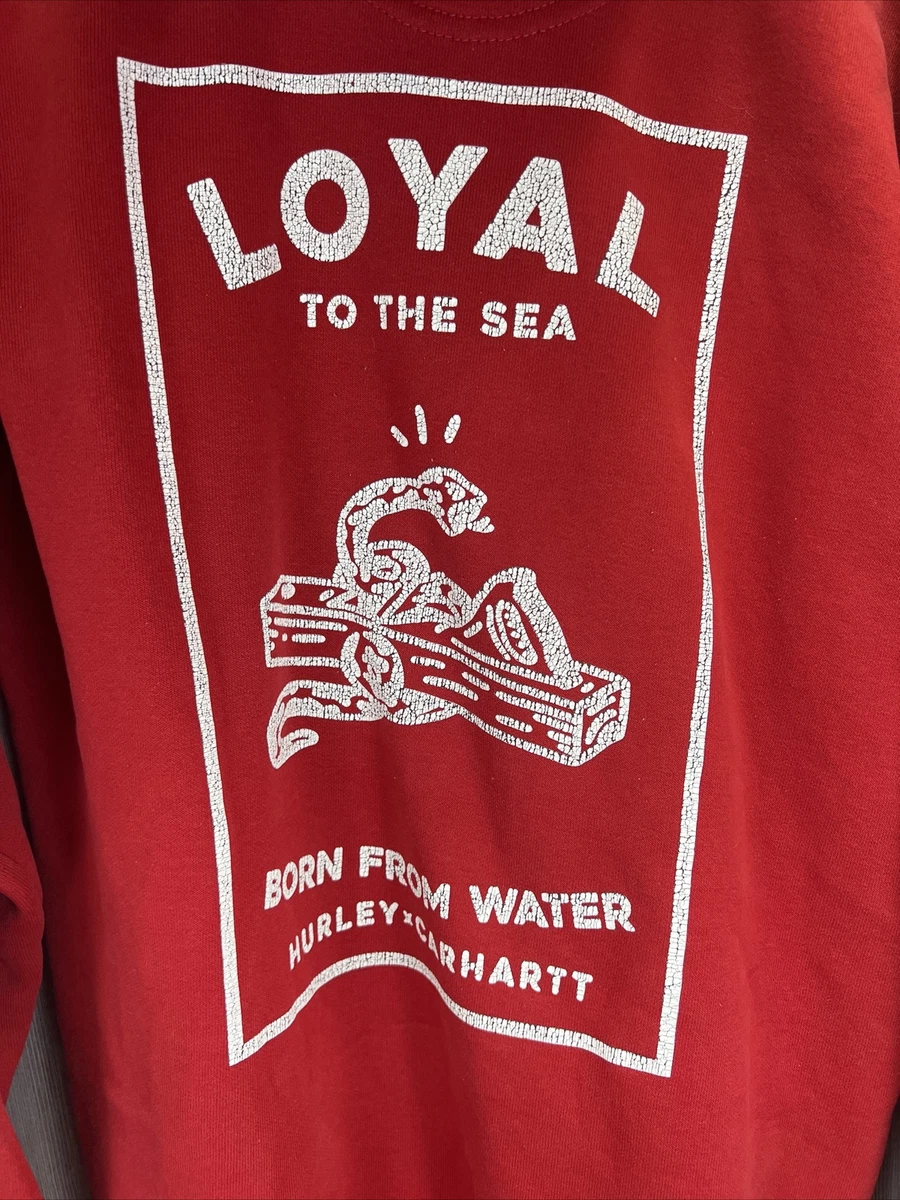 LOYAL
TO THE SEA
BORN FROM WATER
HURLEY x CARHARTT